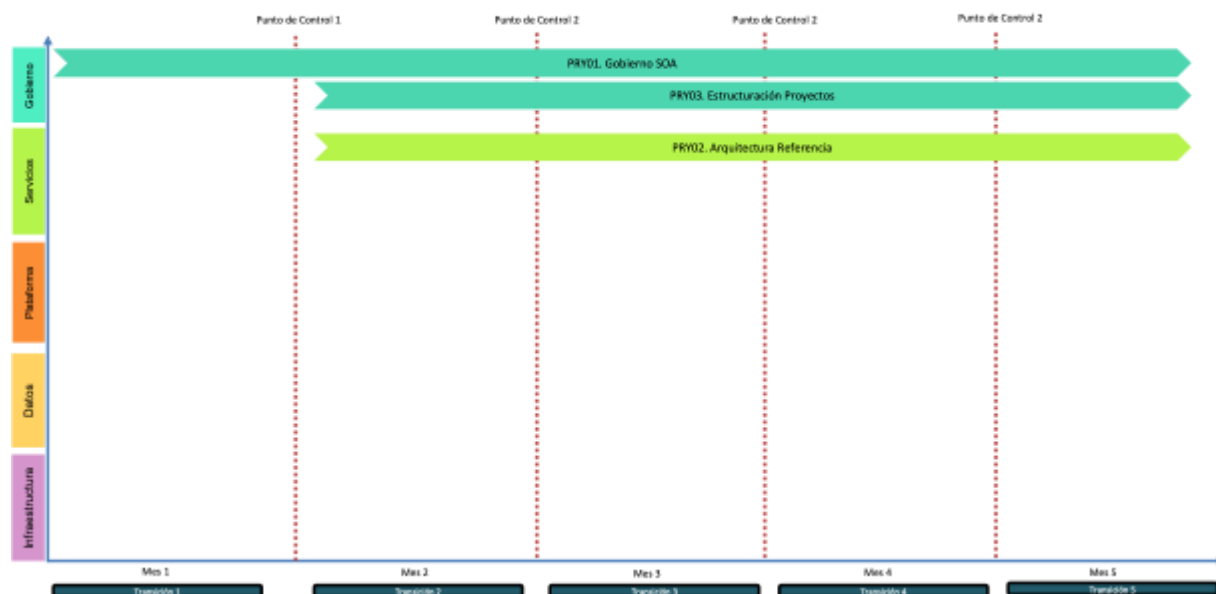 Punto de Control 1
Punto de Control 2
Punto de Control 2
Punto de Control 2
Gobierno
PRY01. Gobierno SOA
PRY03. Estructuración Proyectos
Servicios
PRY02. Arquitectura Referencia
Plataforma
Datos
Infraestructura
Mes 1
Mes 2
Mes 3
Mes 4
Mes 5
Transición 1
Transición 2
Transición 3
Transición 4
Transición 5